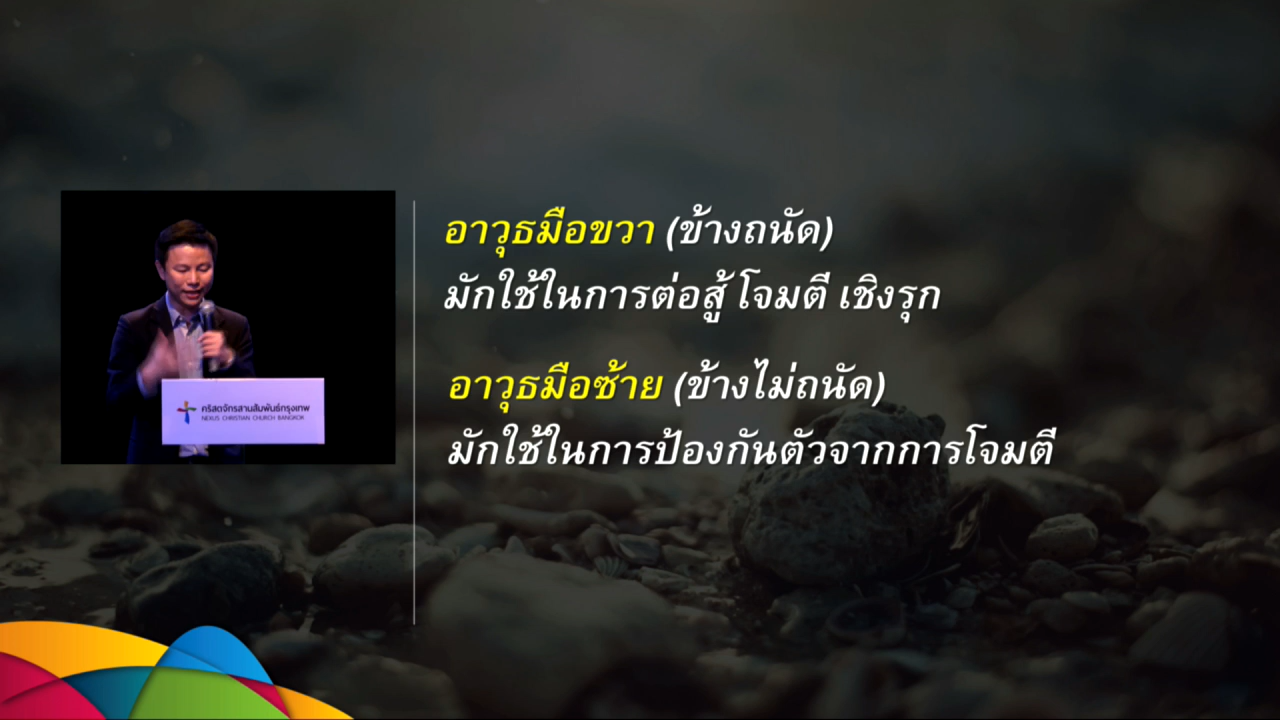 อาวุธมือขวา (ข้างถนัด)
มักใช้ในการต่อสู้ โจมตี เชิงรุก
อาวุธมือซ้าย (ข้างไม่ถนัด)
มักใช้ในการป้องกันตัวจากการโจมตี
คริสตจักรสานสัมพันธ์กรุงเทพ
NEXUS CHRISTIAN CHURCH BANGKOK